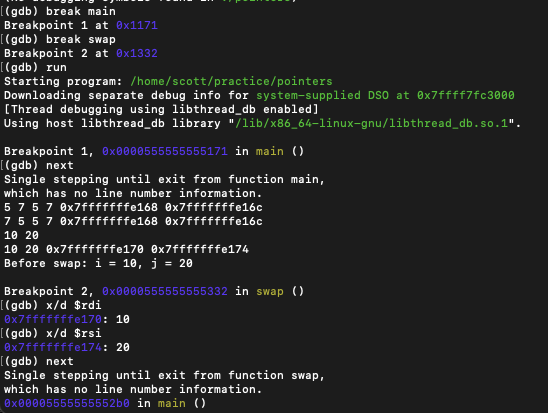 [(gdb) break main
Breakpoint 1 at 0x1171
[(gdb) break swap
Breakpoint 2 at 0x1332
[(gdb) run
Starting program: /home/scott/practice/pointers
Downloading separate debug info for system-supplied DSO at 0x7ffff7fc3000
[Thread debugging using libthread_db enabled]
Using host libthread_db library "/lib/x86_64-linux-gnu/libthread_db.so.1".

Breakpoint 1, 0x0000555555555171 in main ()
[(gdb) next
Single stepping until exit from function main,
which has no line number information.
5 7 5 7 0x7fffffffe168 0x7fffffffe16c
7 5 5 7 0x7fffffffe168 0x7fffffffe16c
10 20
10 20 0x7fffffffe170 0x7fffffffe174
Before swap: i = 10, j = 20

Breakpoint 2, 0x0000555555555332 in swap ()
[(gdb) x/d $rdi
0x7fffffffe170: 10
[(gdb) x/d $rsi
0x7fffffffe174: 20
[(gdb) next
Single stepping until exit from function swap,
which has no line number information.
0x00005555555552b0 in main ()